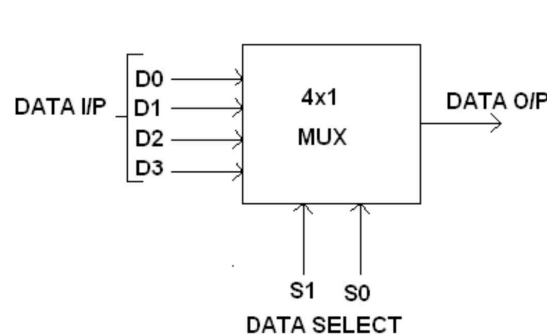 DATA I/P
D0
D1
D2
D3
4x1
MUX
DATA O/P
S1 S0
DATA SELECT